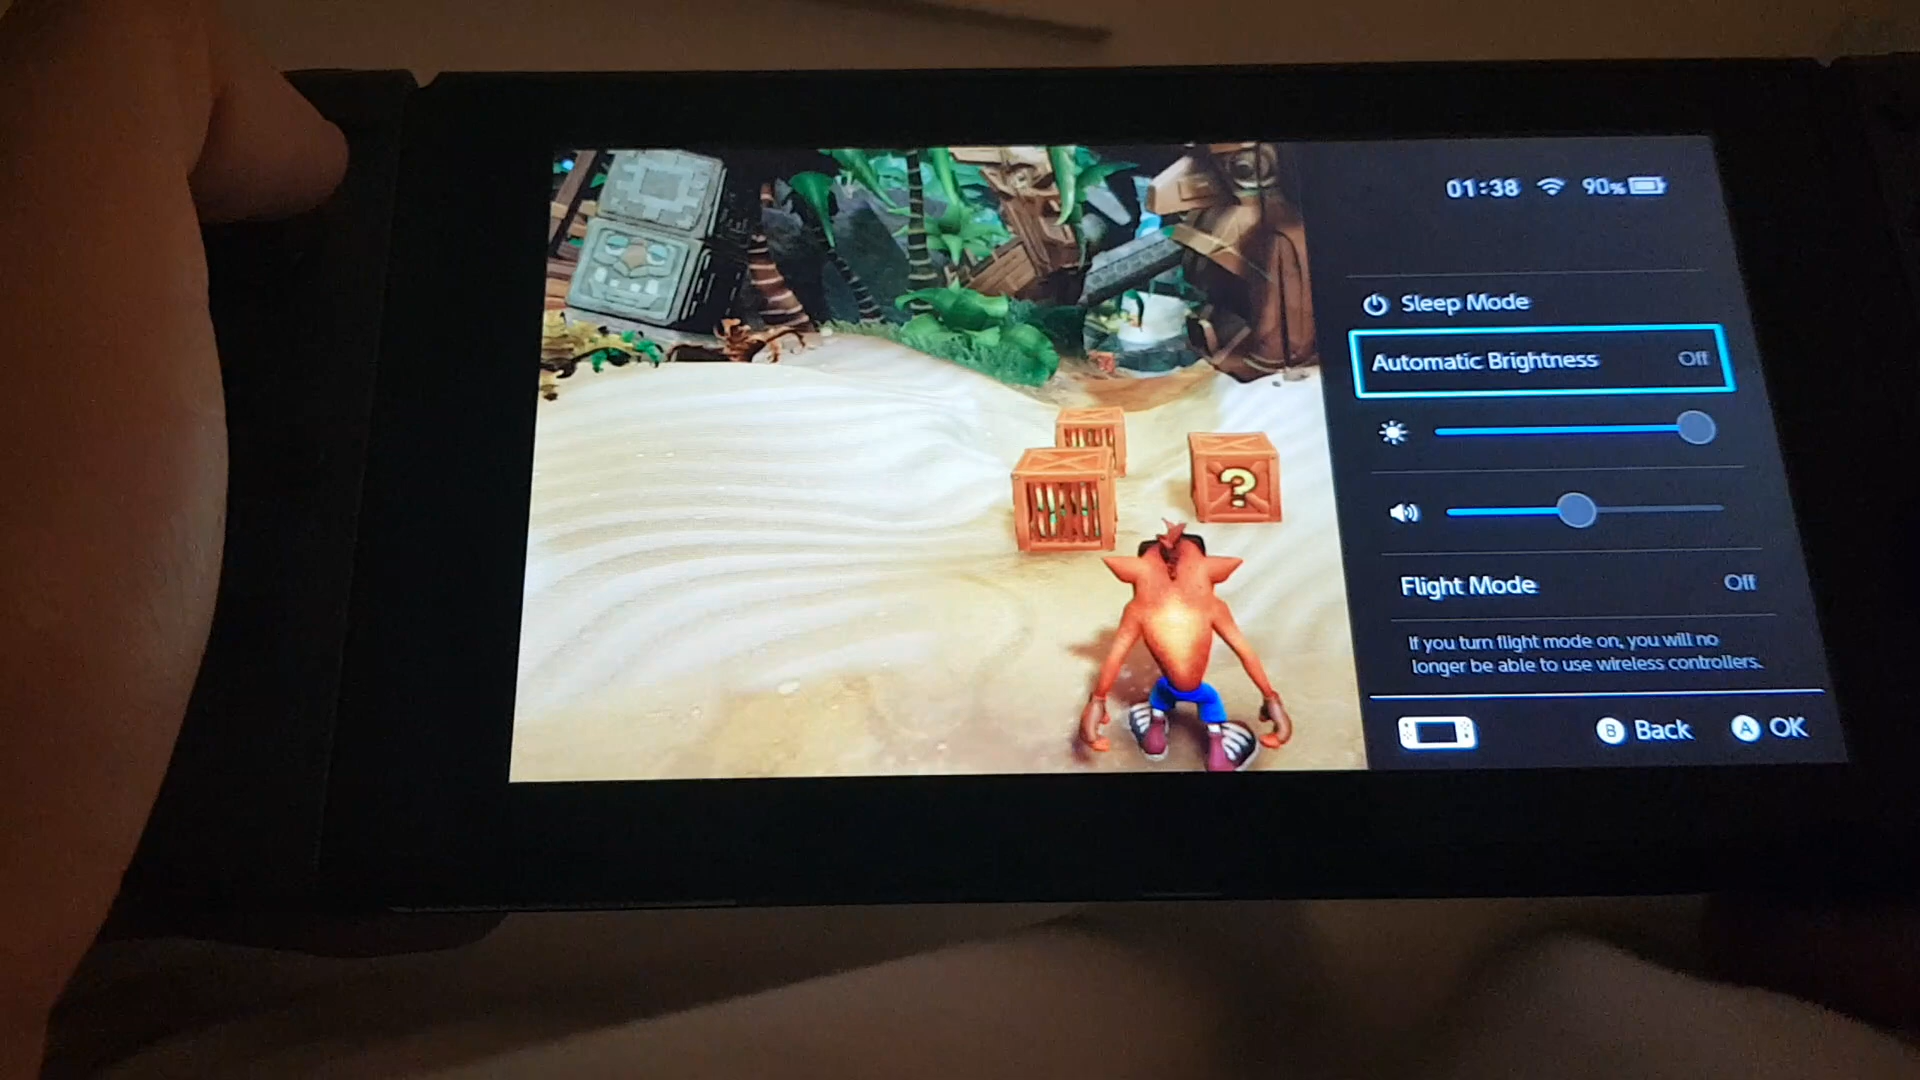 01:38 90%
Sleep Mode
Automatic Brightness Off
Flight Mode Off
If you turn flight mode on, you will no
longer be able to use wireless controllers.
B Back A OK
?